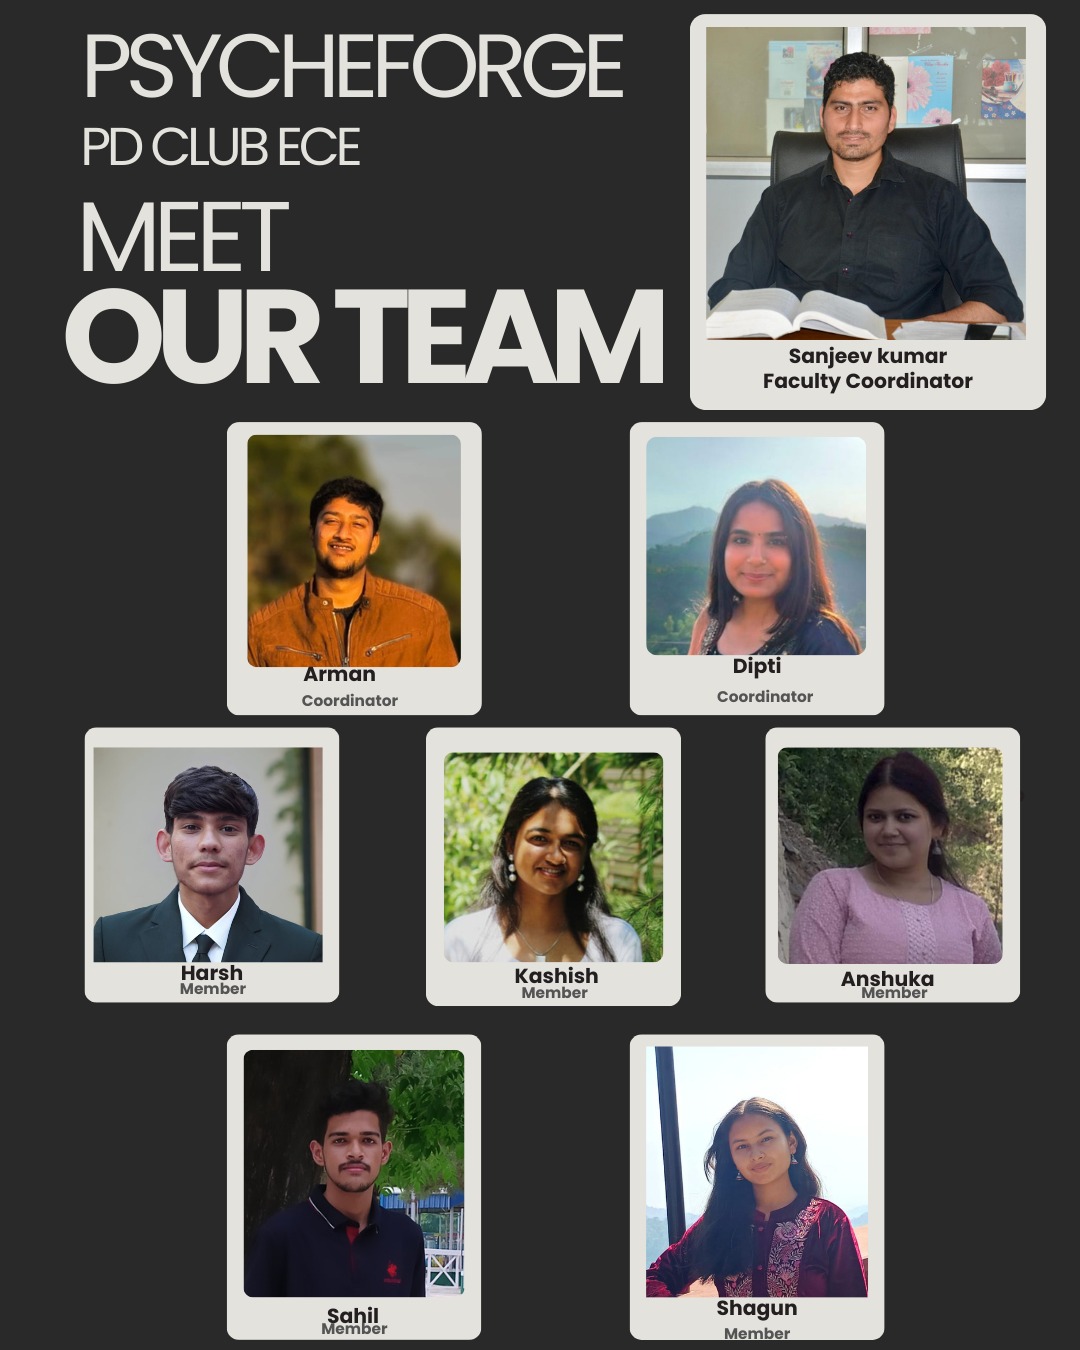 PSYCHEFORGE
PD CLUB ECE
MEET
OUR TEAM
Sanjeev kumar
Faculty Coordinator
Arman
Coordinator
Dipti
Coordinator
Harsh
Member
Kashish
Member
Anshuka
Member
Sahil
Member
Shagun
Member